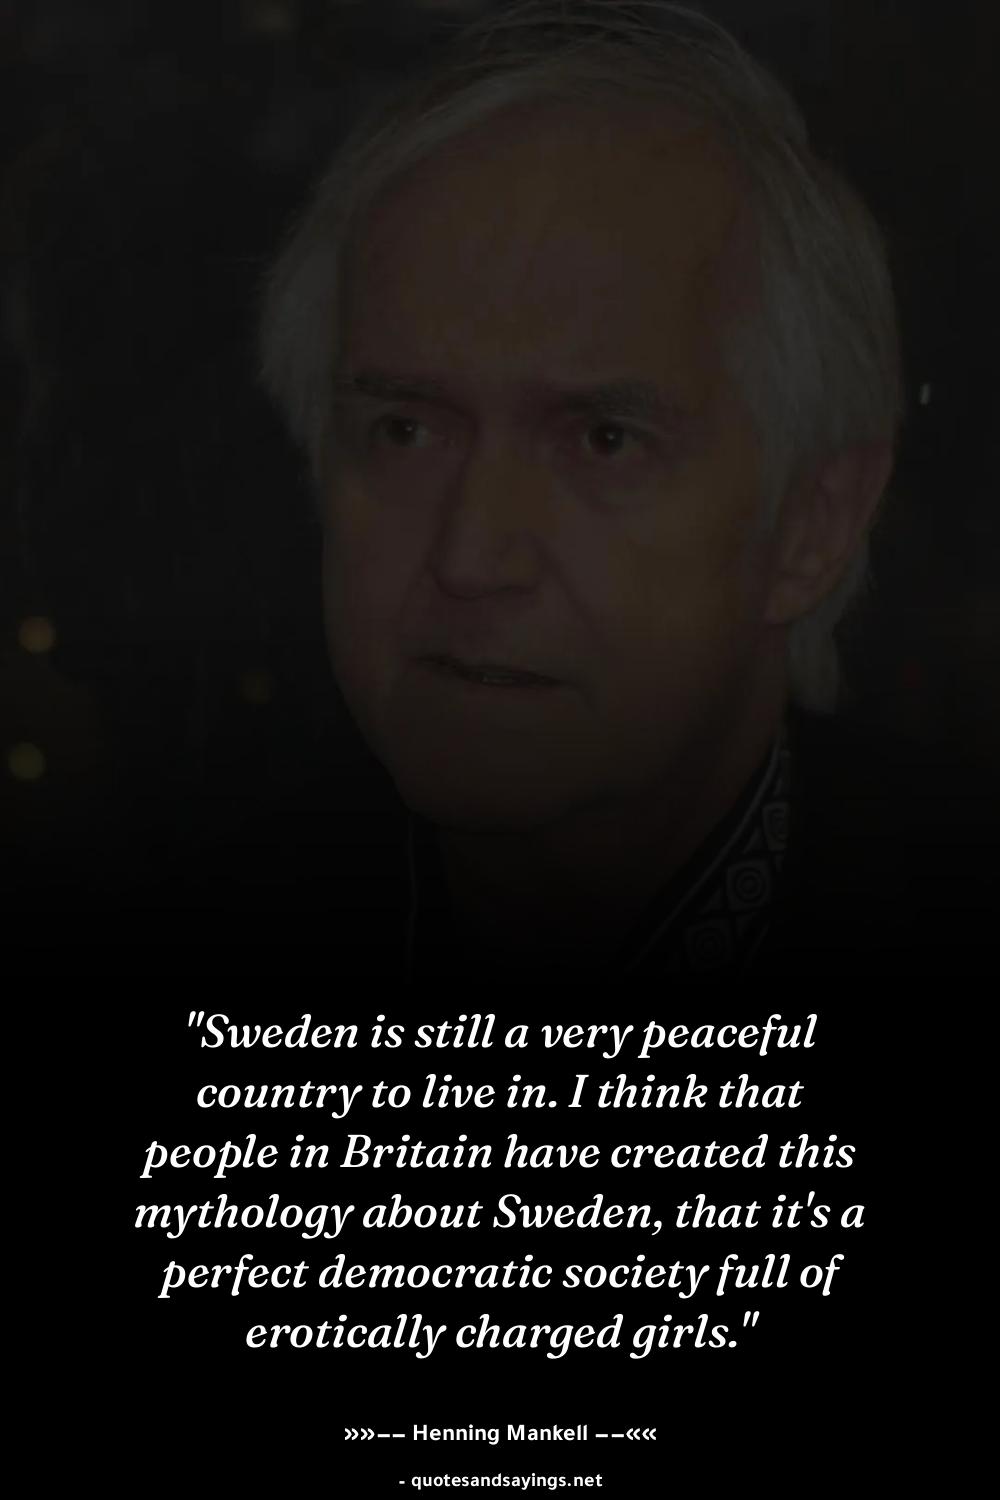 "Sweden is still a very peaceful
country to live in. I think that
people in Britain have created this
mythology about Sweden, that it's a
perfect democratic society full of
erotically charged girls."
»»-- Henning Mankell --««
- quotesandsayings.net